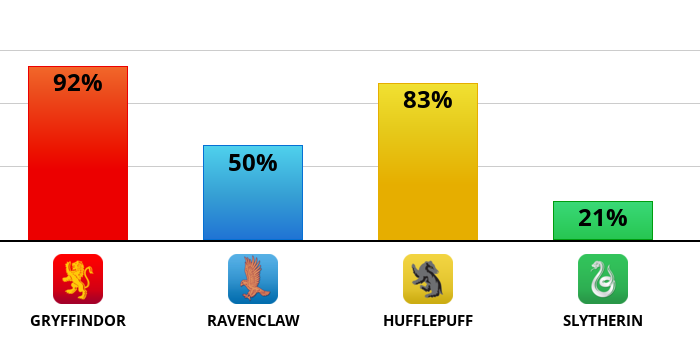 92%
50%
83%
21%
GRYFFINDOR
RAVENCLAW
HUFFLEPUFF
SLYTHERIN